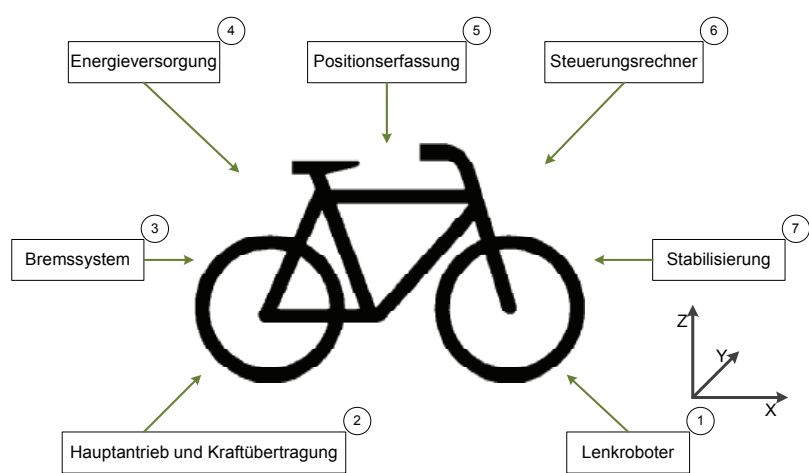 4
Energieversorgung
5
Positionserfassung
6
Steuerungsrechner
3
Bremssystem
7
Stabilisierung
Z
Y
X
2
Hauptantrieb und Kraftübertragung
1
Lenkroboter